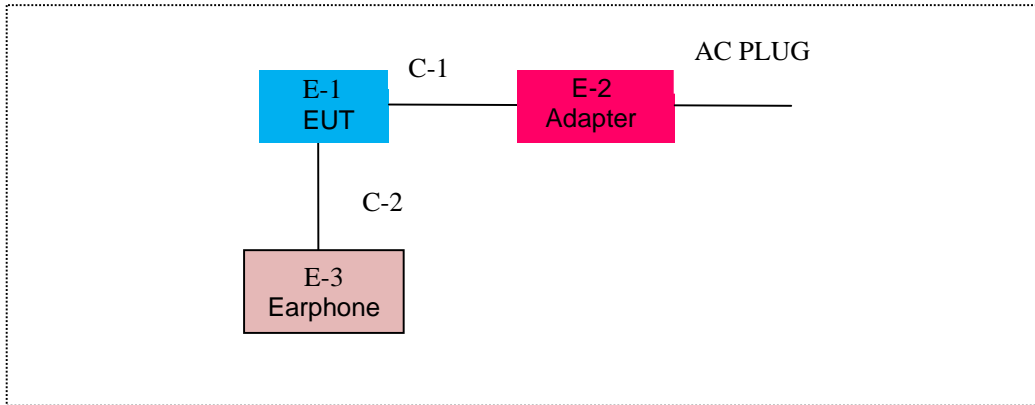 AC PLUG
C-1
E-1
EUT
E-2
Adapter
C-2
E-3
Earphone